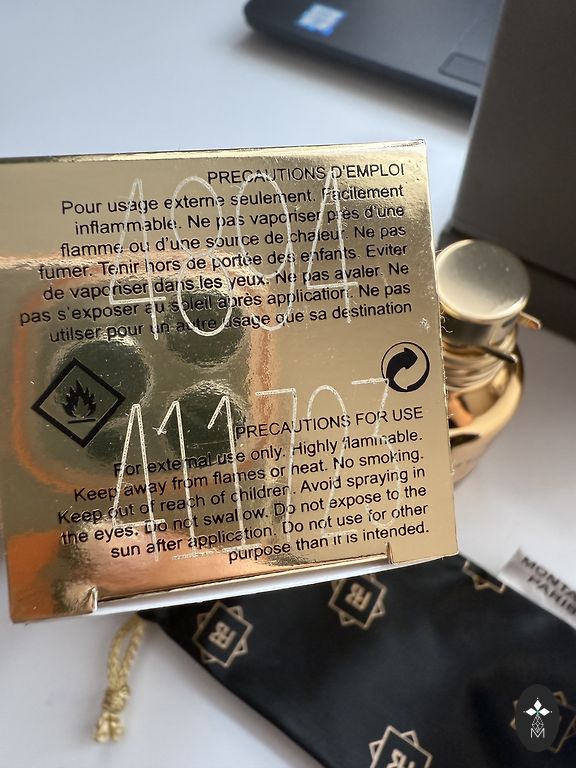 PRECAUTIONS D'EMPLOI
Pour usage externe seulement. Facilement
inflammable. Ne pas vaporiser près d'une
flamme ou d'une source de chaleur. Ne pas
fumer. Tenir hors de portée des enfants. Eviter
de vaporiser dans les yeux. Ne pas avaler. Ne
pas s'exposer au soleil après application. Ne pas
utiliser pour un autre usage que sa destination
4894
PRECAUTIONS FOR USE
For external use only. Highly flammable.
Keep away from flames or heat. No smoking.
Keep out of reach of children. Avoid spraying in
the eyes. Do not swallow. Do not expose to the
sun after application. Do not use for other
purpose than it is intended.
MONTA
PARIS
M